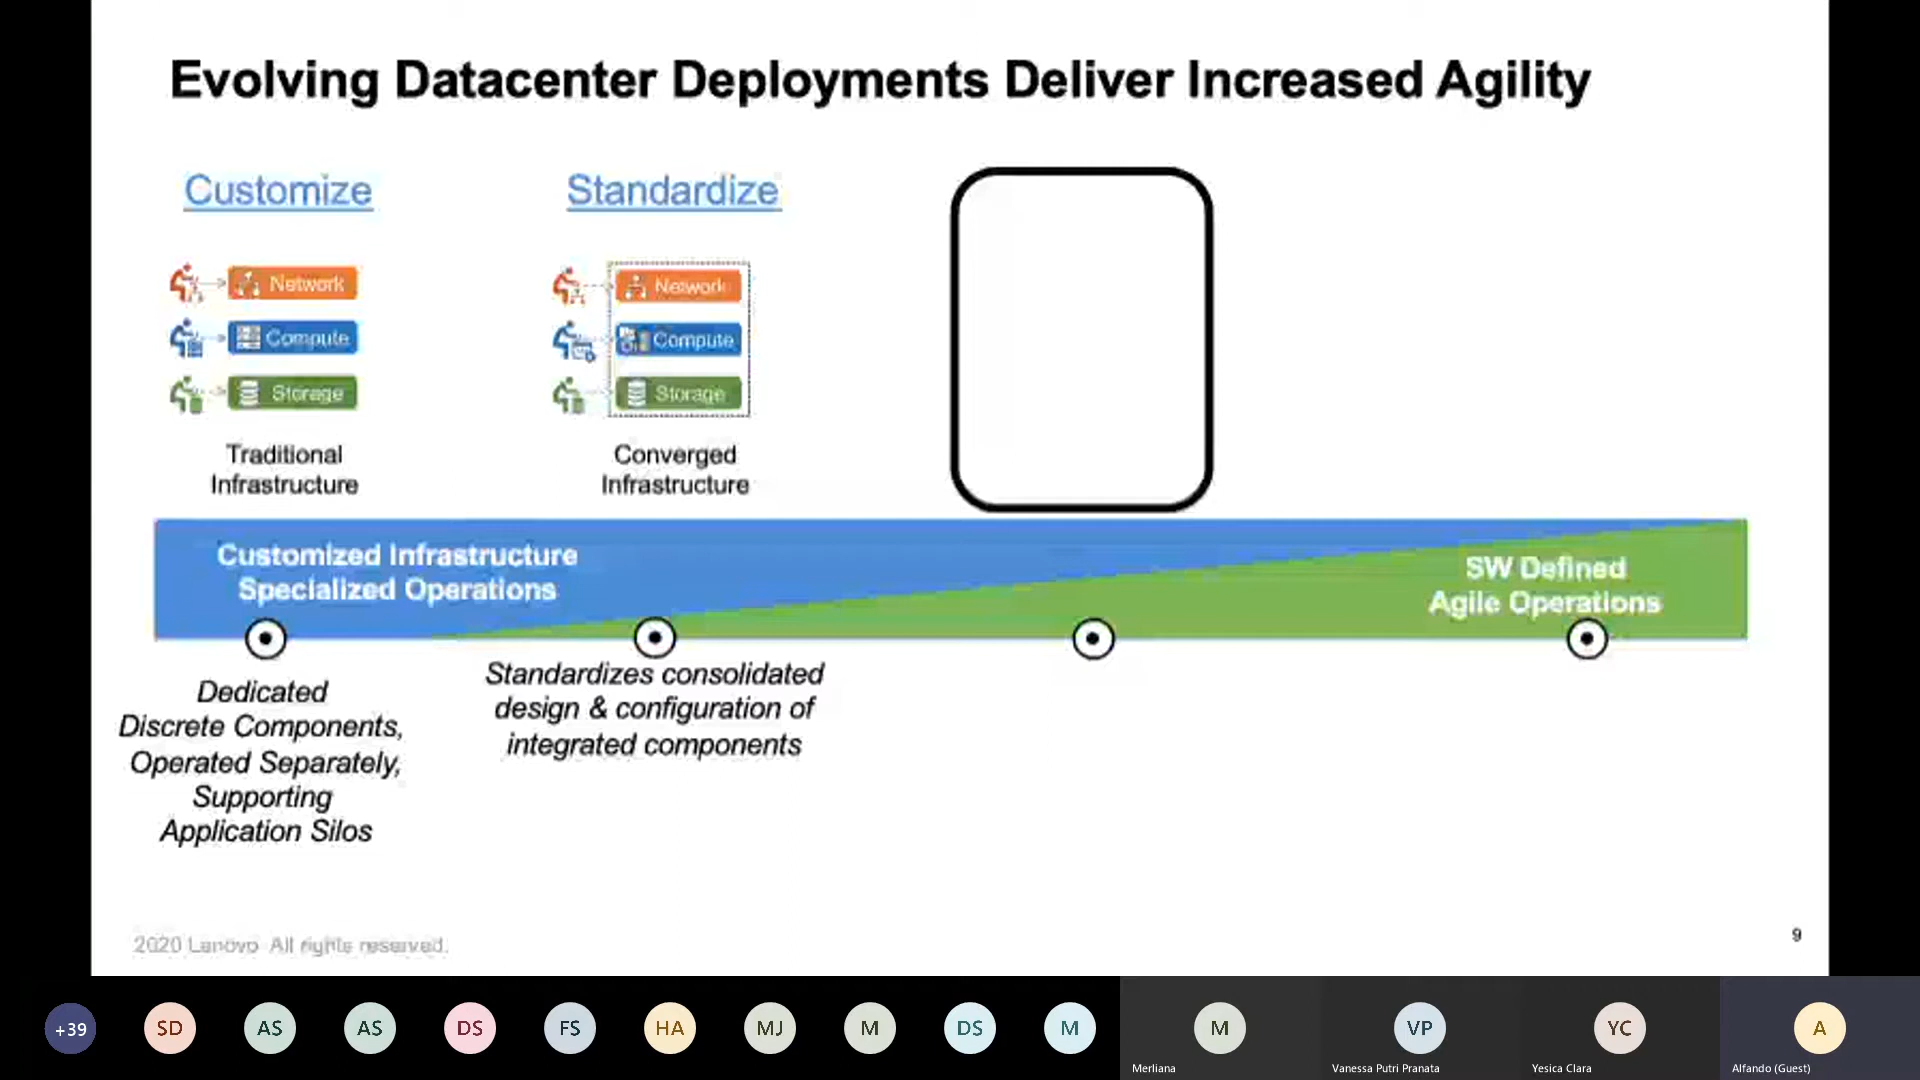 Evolving Datacenter Deployments Deliver Increased Agility
Customize
Standardize
Network
Compute
Storage
Network
Compute
Storage
Traditional
Infrastructure
Converged
Infrastructure
Customized Infrastructure
Specialized Operations
SW Defined
Agile Operations
Dedicated
Discrete Components,
Operated Separately,
Supporting
Application Silos
Standardizes consolidated
design & configuration of
integrated components
2020 Lenovo All rights reserved.
9
+39
SD
AS
AS
DS
FS
HA
MJ
M
DS
M
M
VP
YC
A
Merliana
Vanessa Putri Pranata
Yesica Clara
Alfando (Guest)